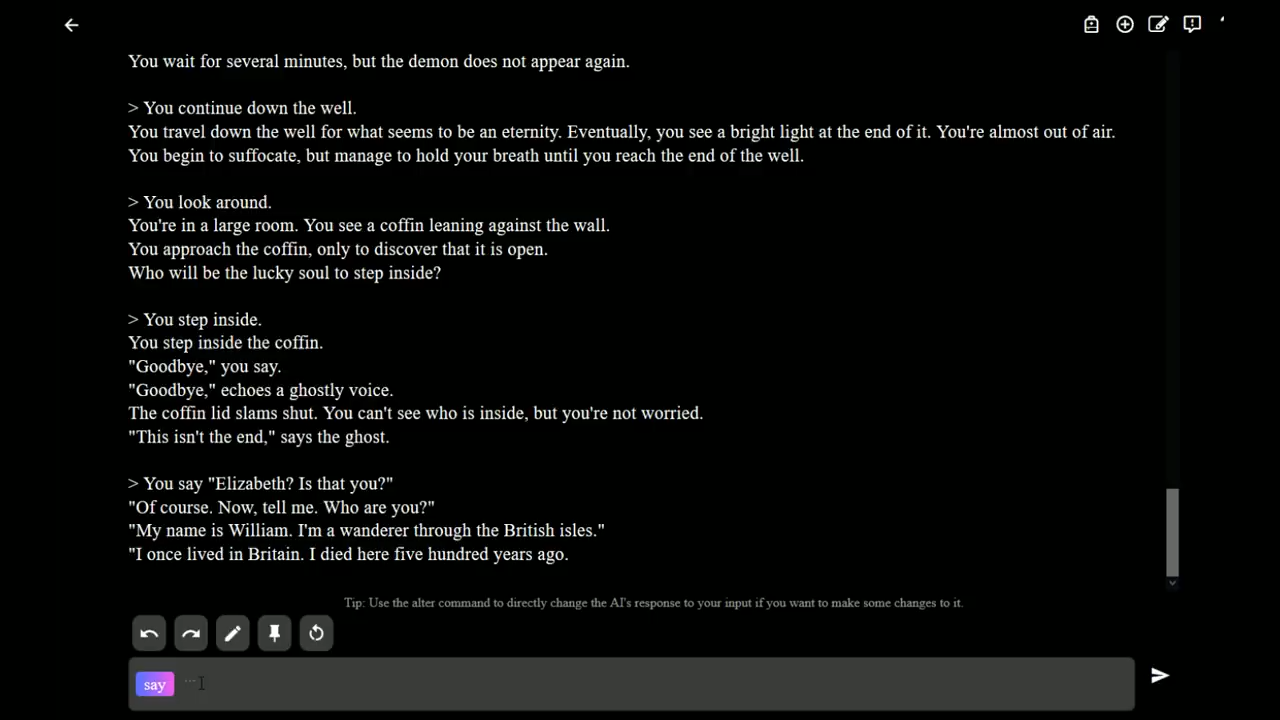 You wait for several minutes, but the demon does not appear again.
> You continue down the well.
You travel down the well for what seems to be an eternity. Eventually, you see a bright light at the end of it. You're almost out of air.
You begin to suffocate, but manage to hold your breath until you reach the end of the well.
> You look around.
You're in a large room. You see a coffin leaning against the wall.
You approach the coffin, only to discover that it is open.
Who will be the lucky soul to step inside?
> You step inside.
You step inside the coffin.
"Goodbye," you say.
"Goodbye," echoes a ghostly voice.
The coffin lid slams shut. You can't see who is inside, but you're not worried.
"This isn't the end," says the ghost.
> You say "Elizabeth? Is that you?"
"Of course. Now, tell me. Who are you?"
"My name is William. I'm a wanderer through the British isles."
"I once lived in Britain. I died here five hundred years ago.
Tip: Use the alter command to directly change the AI's response to your input if you want to make some changes to it.
say ...